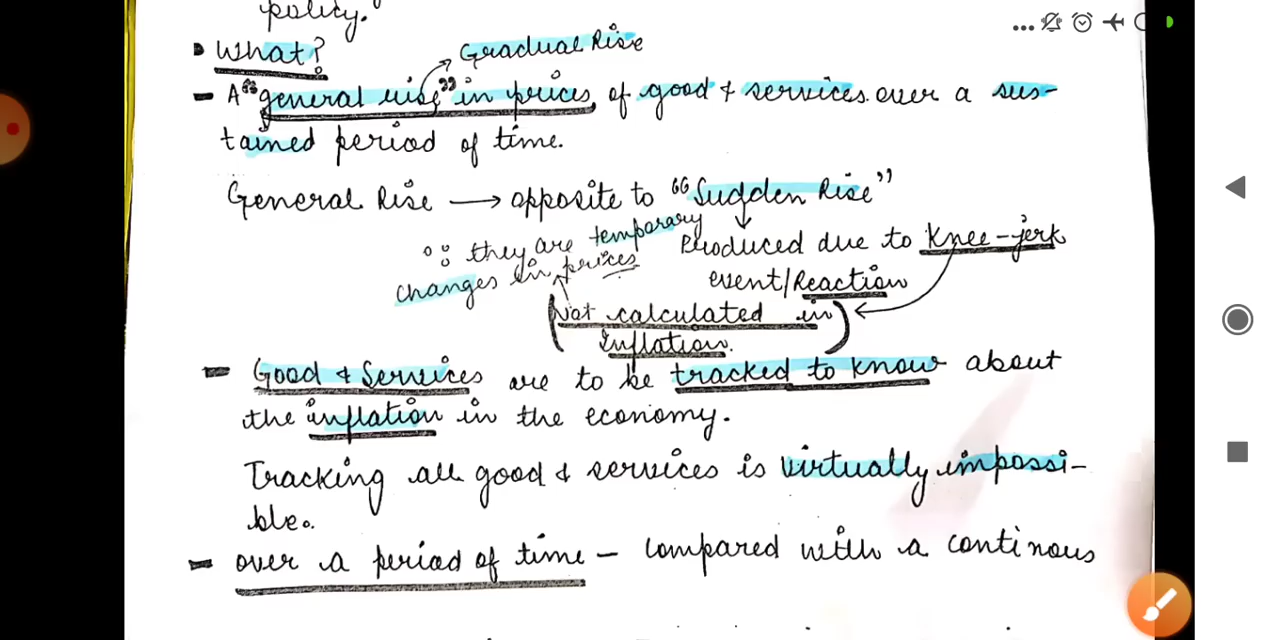 policy."
What?
Gradual Rise
- A "general rise" in prices of good & services over a sus-
tained period of time.
General Rise → opposite to "Sudden Rise"
∵ they are temporary
changes in prices
Produced due to Knee-jerk
event/Reaction
(Not calculated in
Inflation.)
- Good & Services are to be tracked to know about
the inflation in the economy.
Tracking all good & services is virtually impossi-
ble.
- over a period of time - compared with a continous